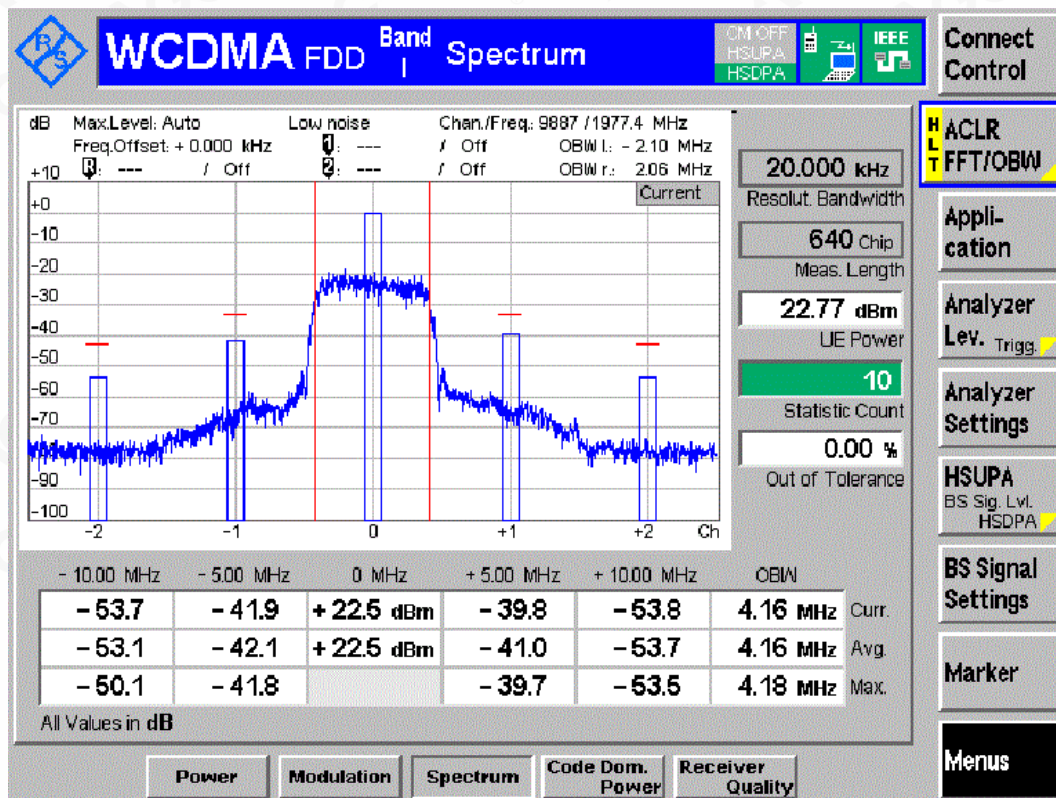 R S
WCDMA FDD Band I Spectrum
CM OFF
HSUPA
HSDPA
IEEE
Connect Control
dB Max.Level: Auto Low noise Chan./Freq.: 9887 / 1977.4 MHz
Freq.Offset: + 0.000 kHz 1: --- / Off OBW l.: – 2.10 MHz
R: --- / Off 2: --- / Off OBW r.: 2.06 MHz
Current
+10
+0
-10
-20
-30
-40
-50
-60
-70
-80
-90
-100
-2 -1 0 +1 +2 Ch
20.000 kHz
Resolut. Bandwidth
640 Chip
Meas. Length
22.77 dBm
UE Power
10
Statistic Count
0.00 %
Out of Tolerance
– 10.00 MHz – 5.00 MHz 0 MHz + 5.00 MHz + 10.00 MHz OBW
– 53.7 – 41.9 + 22.5 dBm – 39.8 – 53.8 4.16 MHz Curr.
– 53.1 – 42.1 + 22.5 dBm – 41.0 – 53.7 4.16 MHz Avg.
– 50.1 – 41.8 – 39.7 – 53.5 4.18 MHz Max.
All Values in dB
HLT
ACLR
FFT/OBW
Appli-
cation
Analyzer
Lev. Trigg.
Analyzer
Settings
HSUPA
BS Sig. Lvl.
HSDPA
BS Signal
Settings
Marker
Menus
Power
Modulation
Spectrum
Code Dom.
Power
Receiver
Quality